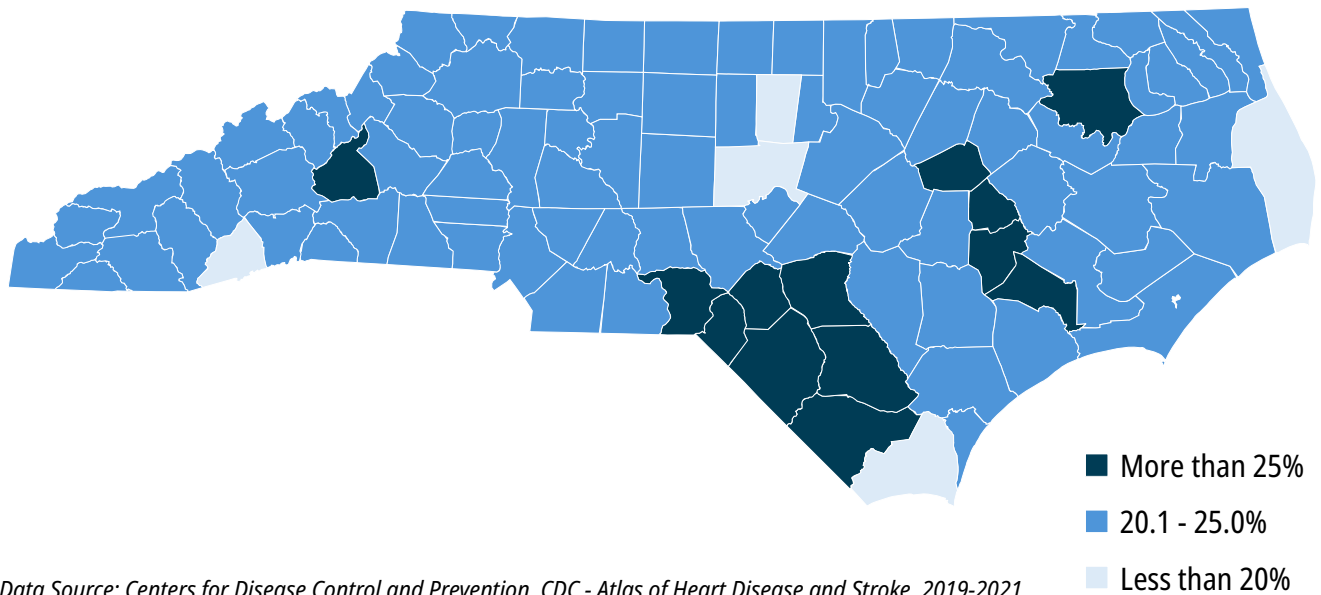 More than 25%
20.1 - 25.0%
Less than 20%
Data Source: Centers for Disease Control and Prevention, CDC - Atlas of Heart Disease and Stroke, 2019-2021